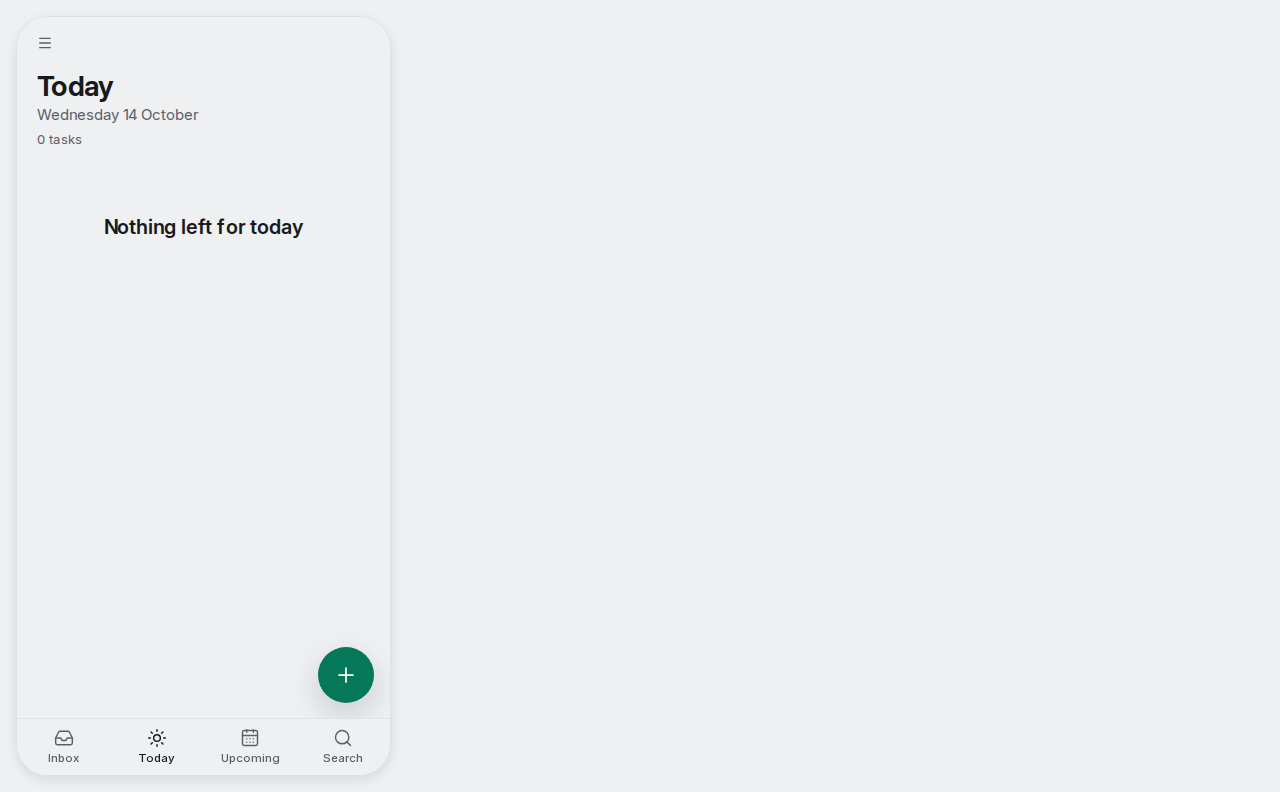 Today
Wednesday 14 October
0 tasks
Nothing left for today
Inbox
Today
Upcoming
Search